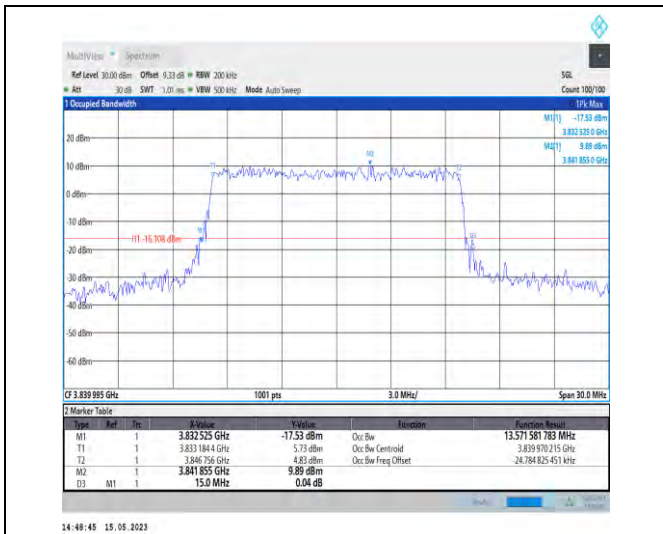 MultiView Spectrum
Ref Level 30.00 dBm Offset 9.33 dB RBW 200 kHz SGL
Att 30 dB SWT 1.01 ms VBW 500 kHz Mode Auto Sweep Count 100/100
1 Occupied Bandwidth 1Pk Max
M1[1] -17.53 dBm
3.832 525 0 GHz
M2[1] 9.89 dBm
3.841 855 0 GHz
20 dBm
M2
10 dBm
T1
T2
0 dBm
-10 dBm
M1
D3
H1 -16.108 dBm
-20 dBm
-30 dBm
-40 dBm
-50 dBm
-60 dBm
CF 3.839 995 GHz 1001 pts 3.0 MHz/ Span 30.0 MHz
2 Marker Table
Type Ref Trc X-Value Y-Value Function Function Result
M1 1 3.832525 GHz -17.53 dBm Occ Bw 13.571 581 783 MHz
T1 1 3.833 184 4 GHz 5.73 dBm Occ Bw Centroid 3.839 970 215 GHz
T2 1 3.846 756 GHz 4.83 dBm Occ Bw Freq Offset -24.784 825 451 kHz
M2 1 3.841855 GHz 9.89 dBm
D3 M1 1 15.0 MHz 0.04 dB
14:48:45 15.05.2023